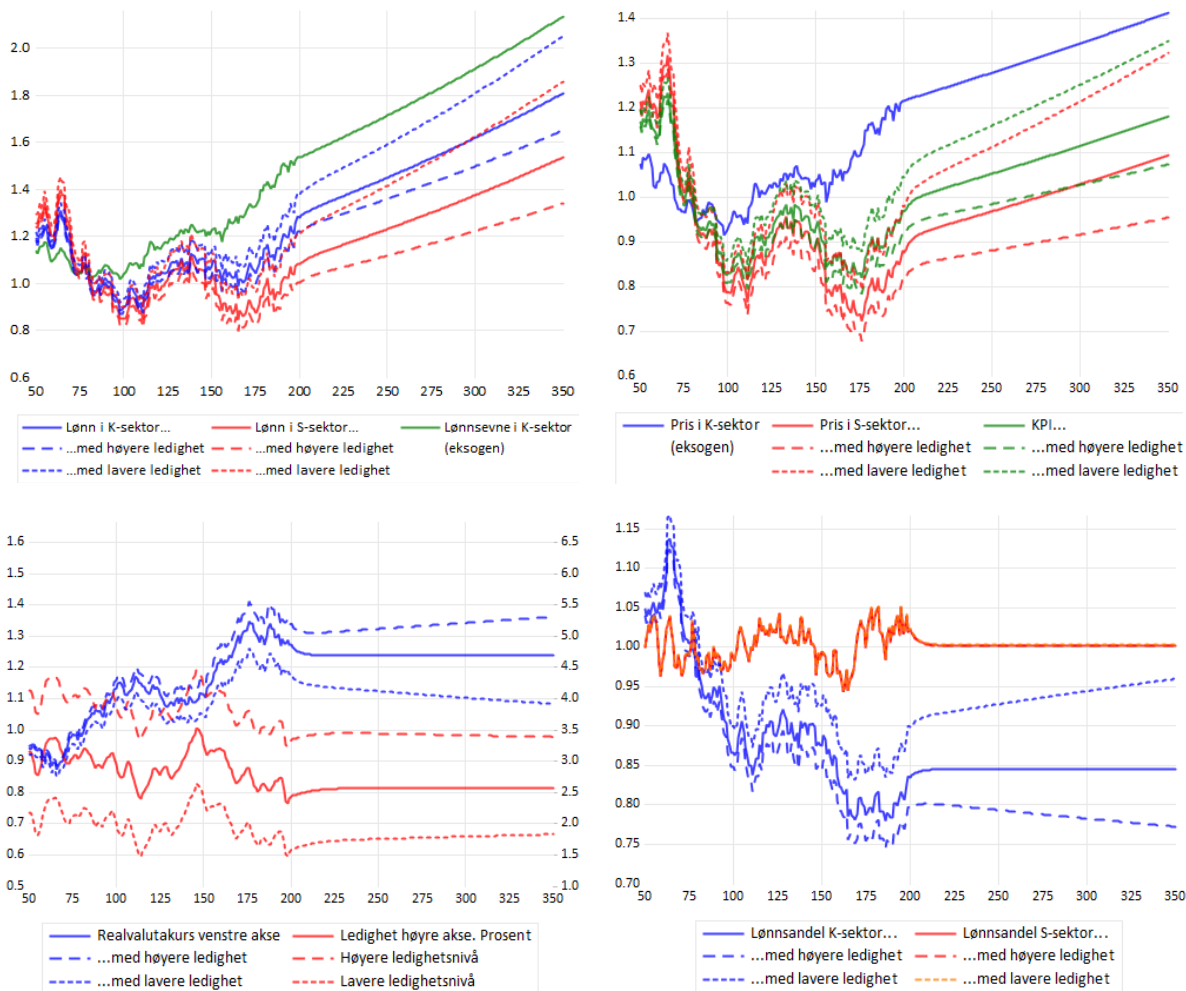 2.0
1.8
1.6
1.4
1.2
1.0
0.8
0.6
50 75 100 125 150 175 200 225 250 275 300 325 350
Lønn i K-sektor... Lønn i S-sektor... Lønnsevne i K-sektor
...med høyere ledighet ...med høyere ledighet (eksogen)
...med lavere ledighet ...med lavere ledighet
1.4
1.3
1.2
1.1
1.0
0.9
0.8
0.7
0.6
50 75 100 125 150 175 200 225 250 275 300 325 350
Pris i K-sektor Pris i S-sektor... KPI...
(eksogen) ...med høyere ledighet ...med høyere ledighet
...med lavere ledighet ...med lavere ledighet
1.6 6.5
1.5 6.0
1.4 5.5
1.3 5.0
1.2 4.5
1.1 4.0
1.0 3.5
0.9 3.0
0.8 2.5
0.7 2.0
0.6 1.5
0.5 1.0
50 75 100 125 150 175 200 225 250 275 300 325 350
Realvalutakurs venstre akse Ledighet høyre akse. Prosent
...med høyere ledighet Høyere ledighetsnivå
...med lavere ledighet Lavere ledighetsnivå
1.15
1.10
1.05
1.00
0.95
0.90
0.85
0.80
0.75
0.70
50 75 100 125 150 175 200 225 250 275 300 325 350
Lønnsandel K-sektor... Lønnsandel S-sektor...
...med høyere ledighet ...med høyere ledighet
...med lavere ledighet ...med lavere ledighet